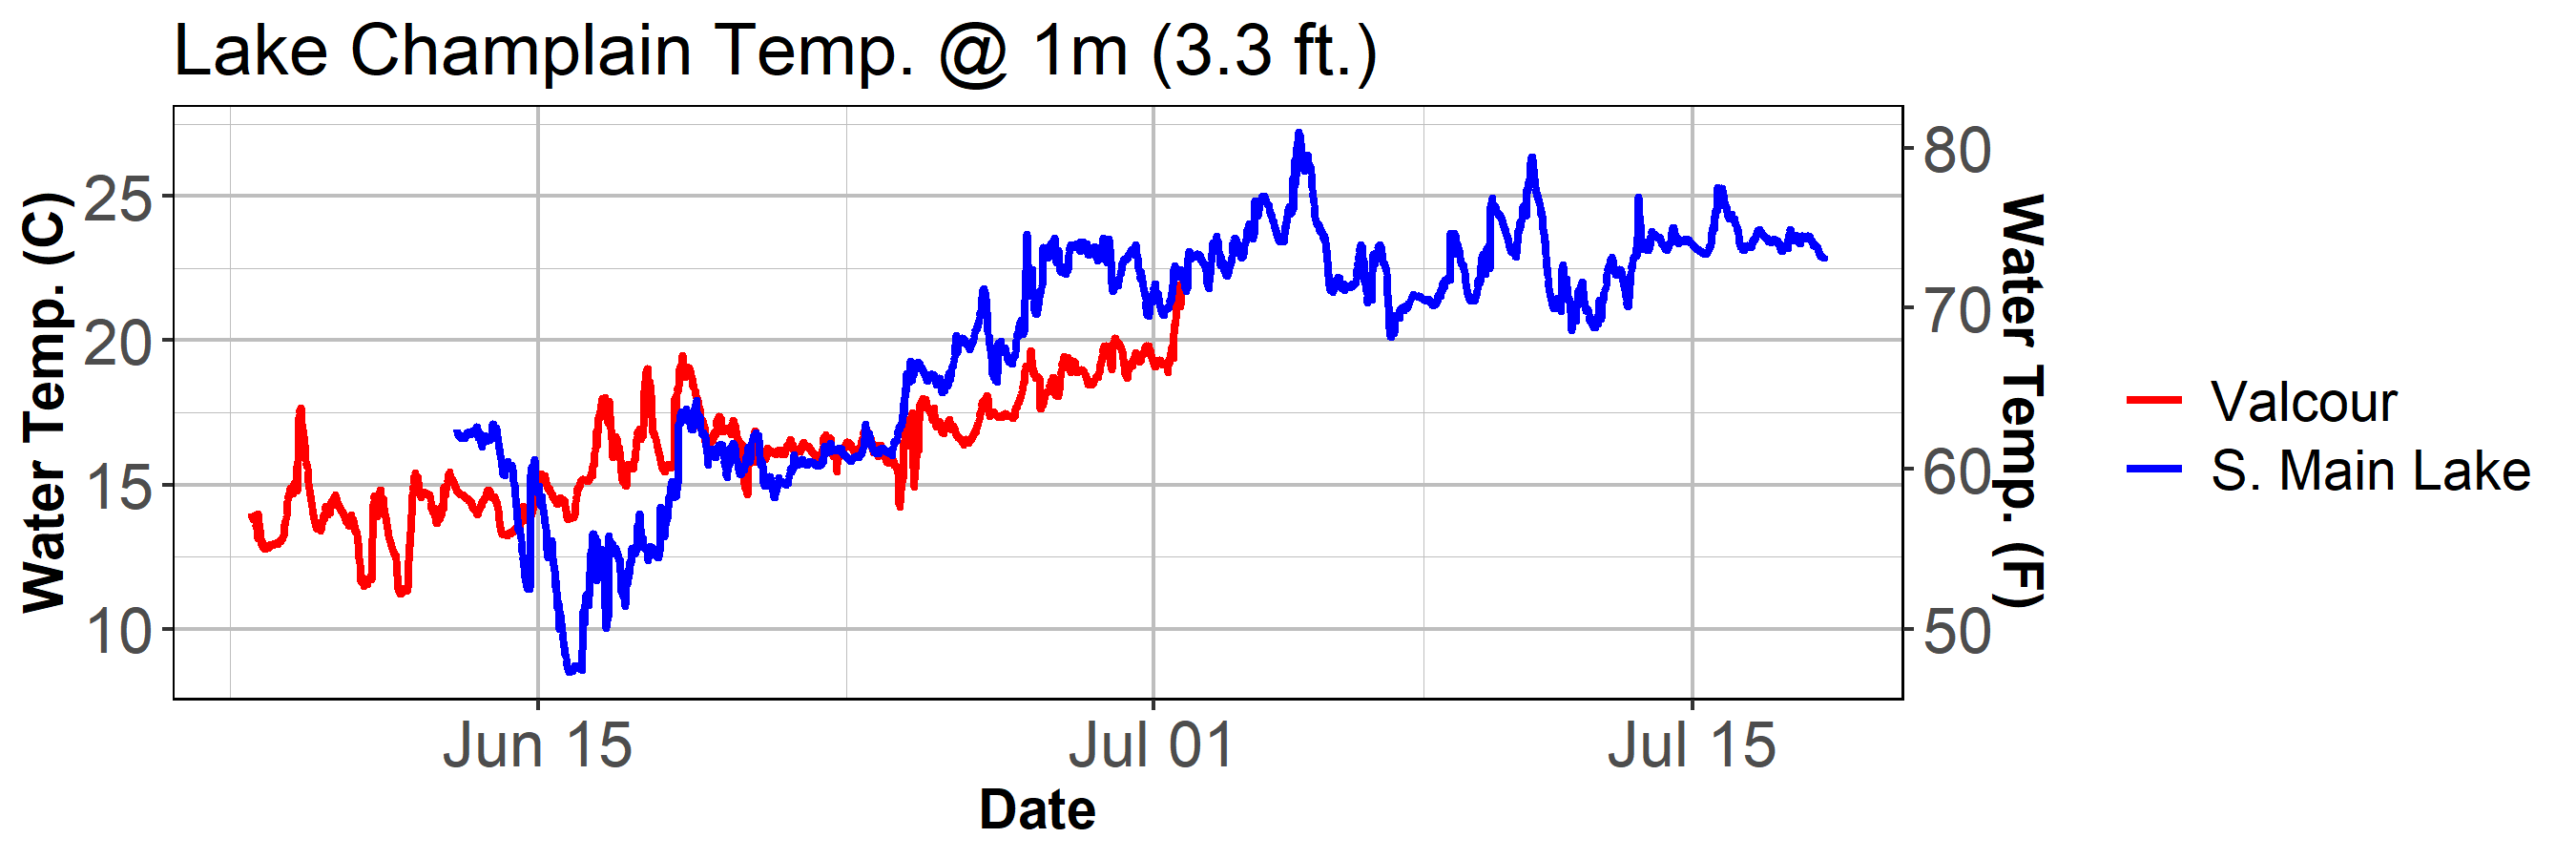 Lake Champlain Temp. @ 1m (3.3 ft.)
Water Temp. (C)
25
20
15
10
80
70
60
50
Water Temp. (F)
Jun 15
Jul 01
Jul 15
Date
Valcour
S. Main Lake